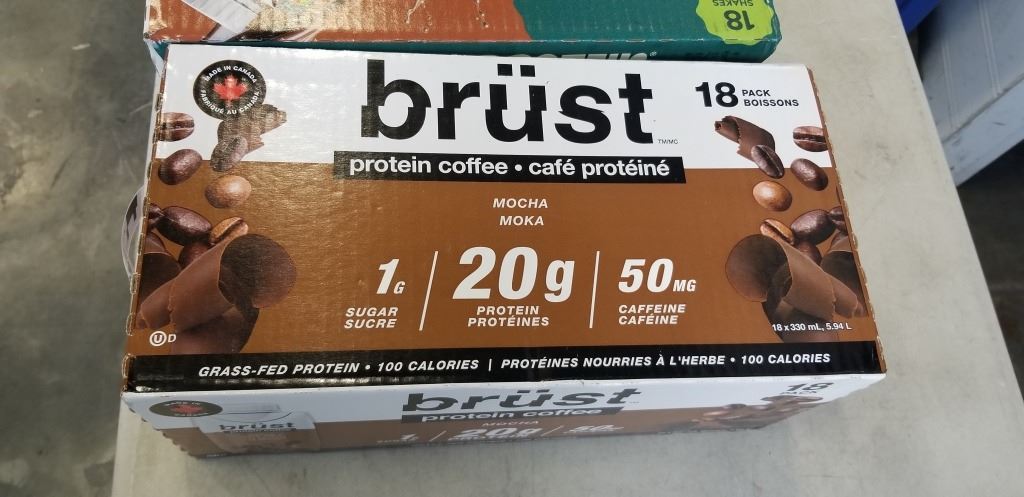 18
SHAKES
MADE IN CANADA
FABRIQUÉ AU CANADA
brüst
TM/MC
18 PACK
BOISSONS
protein coffee • café protéiné
MOCHA
MOKA
1G
SUGAR
SUCRE
20g
PROTEIN
PROTÉINES
50MG
CAFFEINE
CAFÉINE
U D
18 x 330 mL, 5.94 L
GRASS-FED PROTEIN • 100 CALORIES | PROTÉINES NOURRIES À L'HERBE • 100 CALORIES
brüst
protein coffee
MOCHA
18